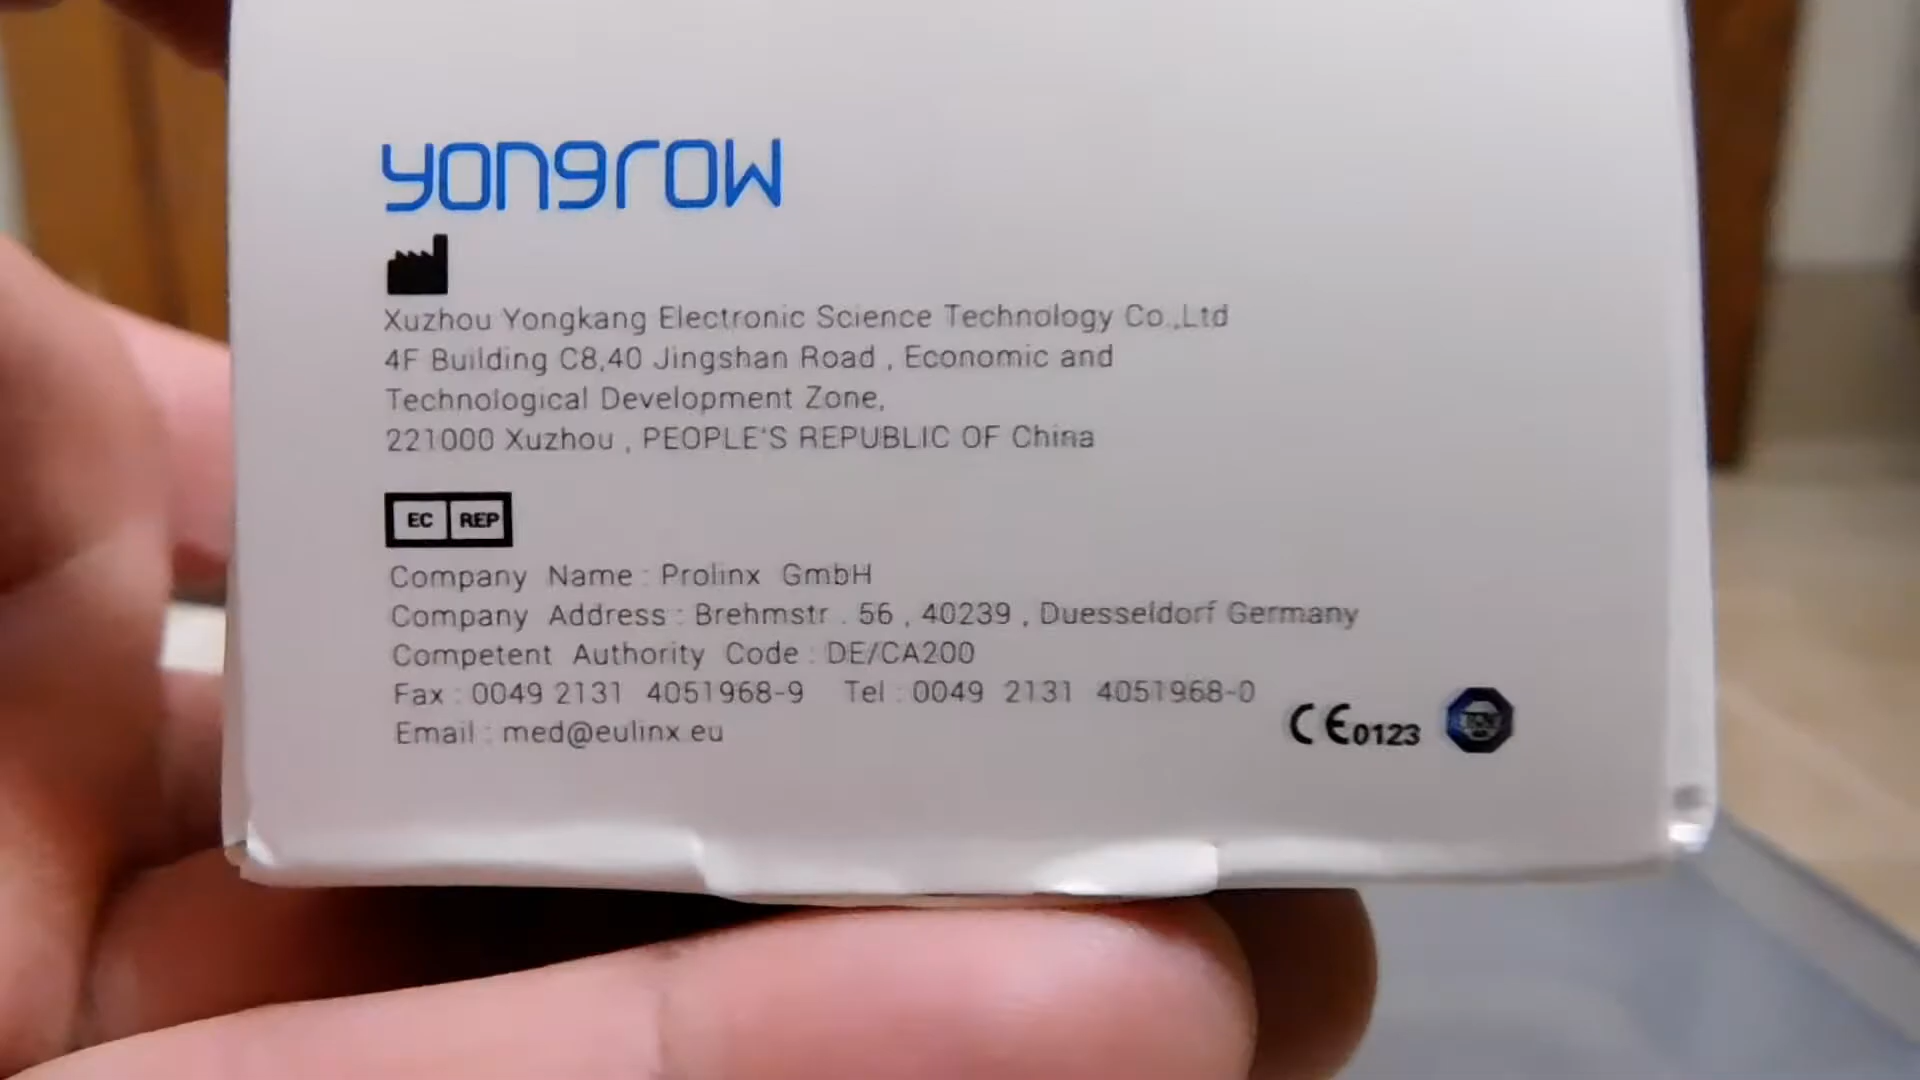 yongrow
Xuzhou Yongkang Electronic Science Technology Co.,Ltd
4F Building C8,40 Jingshan Road , Economic and
Technological Development Zone,
221000 Xuzhou , PEOPLE'S REPUBLIC OF China
EC REP
Company Name : Prolinx GmbH
Company Address : Brehmstr . 56 , 40239 , Duesseldorf Germany
Competent Authority Code : DE/CA200
Fax : 0049 2131 4051968-9 Tel : 0049 2131 4051968-0
Email : med@eulinx.eu
CE0123